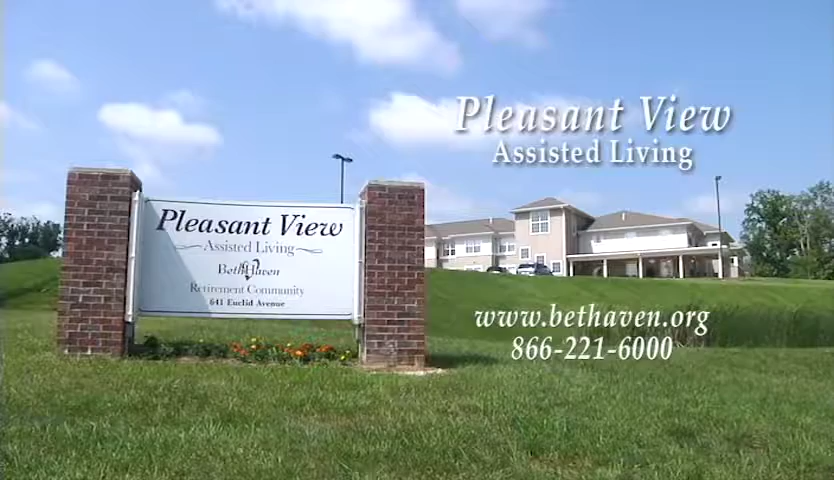 Pleasant View
Assisted Living
Pleasant View
Assisted Living
BethHaven
Retirement Community
641 Euclid Avenue
www.bethaven.org
866-221-6000